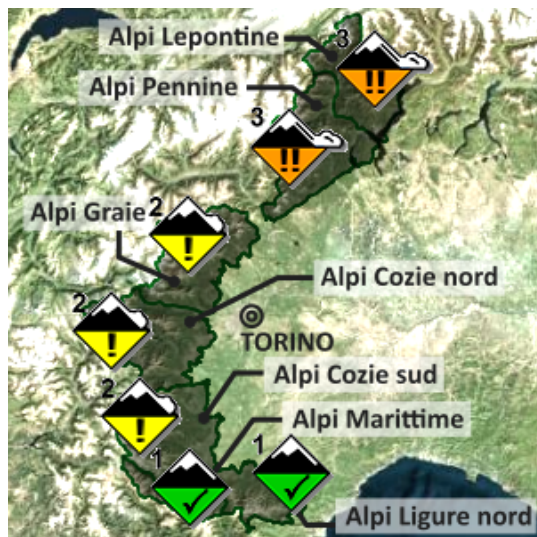 Alpi Lepontine
3
!!
Alpi Pennine
3
!!
Alpi Graie
2
!
Alpi Cozie nord
2
!
TORINO
Alpi Cozie sud
2
!
Alpi Marittime
1
1
Alpi Ligure nord